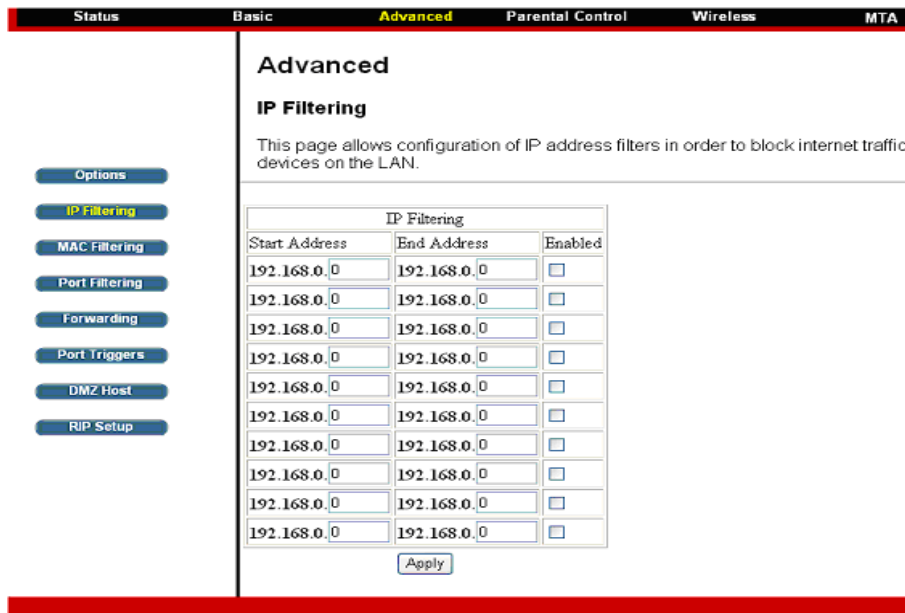 Status Basic Advanced Parental Control Wireless MTA
Advanced
IP Filtering
This page allows configuration of IP address filters in order to block internet traffic
devices on the LAN.
Options
IP Filtering
MAC Filtering
Port Filtering
Forwarding
Port Triggers
DMZ Host
RIP Setup
IP Filtering
Start Address End Address Enabled
192.168.0.0 192.168.0.0
192.168.0.0 192.168.0.0
192.168.0.0 192.168.0.0
192.168.0.0 192.168.0.0
192.168.0.0 192.168.0.0
192.168.0.0 192.168.0.0
192.168.0.0 192.168.0.0
192.168.0.0 192.168.0.0
192.168.0.0 192.168.0.0
192.168.0.0 192.168.0.0
Apply